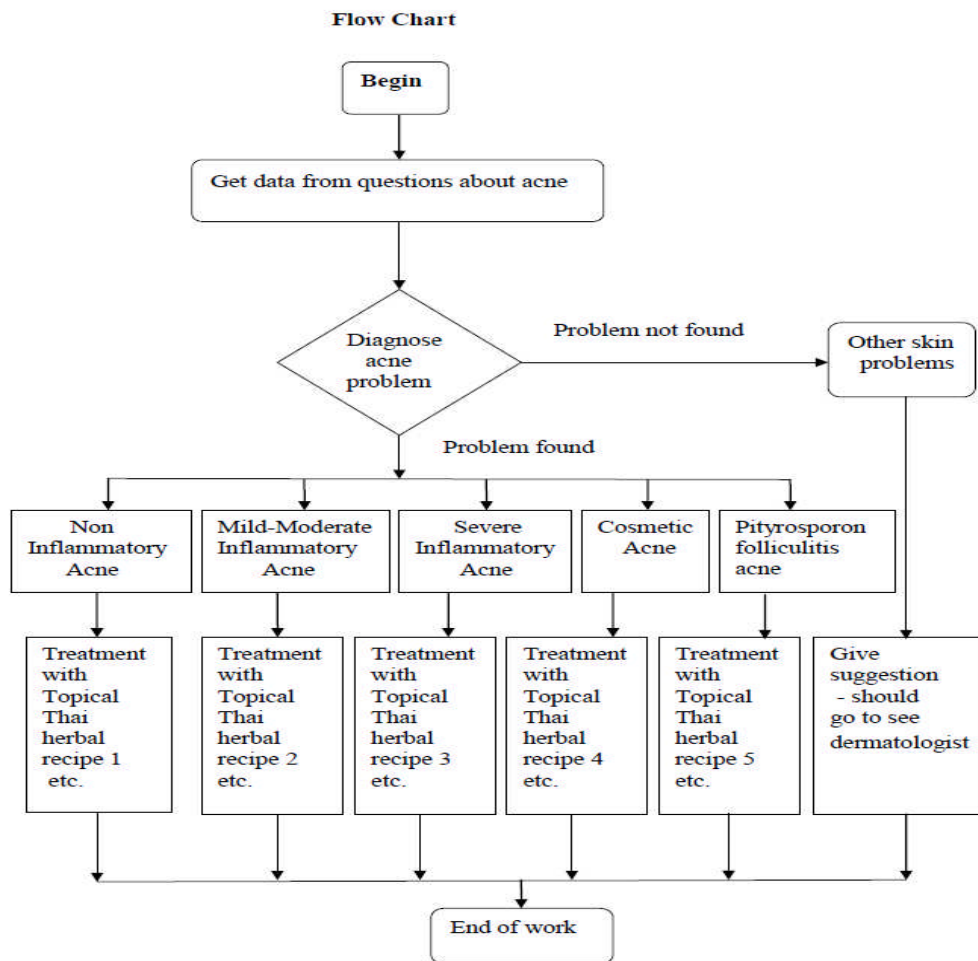 Flow Chart
Begin
Get data from questions about acne
Diagnose
acne
problem
Problem not found
Other skin
problems
Problem found
Non
Inflammatory
Acne
Mild-Moderate
Inflammatory
Acne
Severe
Inflammatory
Acne
Cosmetic
Acne
Pityrosporon
folliculitis
acne
Treatment
with
Topical
Thai
herbal
recipe 1
etc.
Treatment
with
Topical
Thai
herbal
recipe 2
etc.
Treatment
with
Topical
Thai
herbal
recipe 3
etc.
Treatment
with
Topical
Thai
herbal
recipe 4
etc.
Treatment
with
Topical
Thai
herbal
recipe 5
etc.
Give
suggestion
- should
go to see
dermatologist
End of work